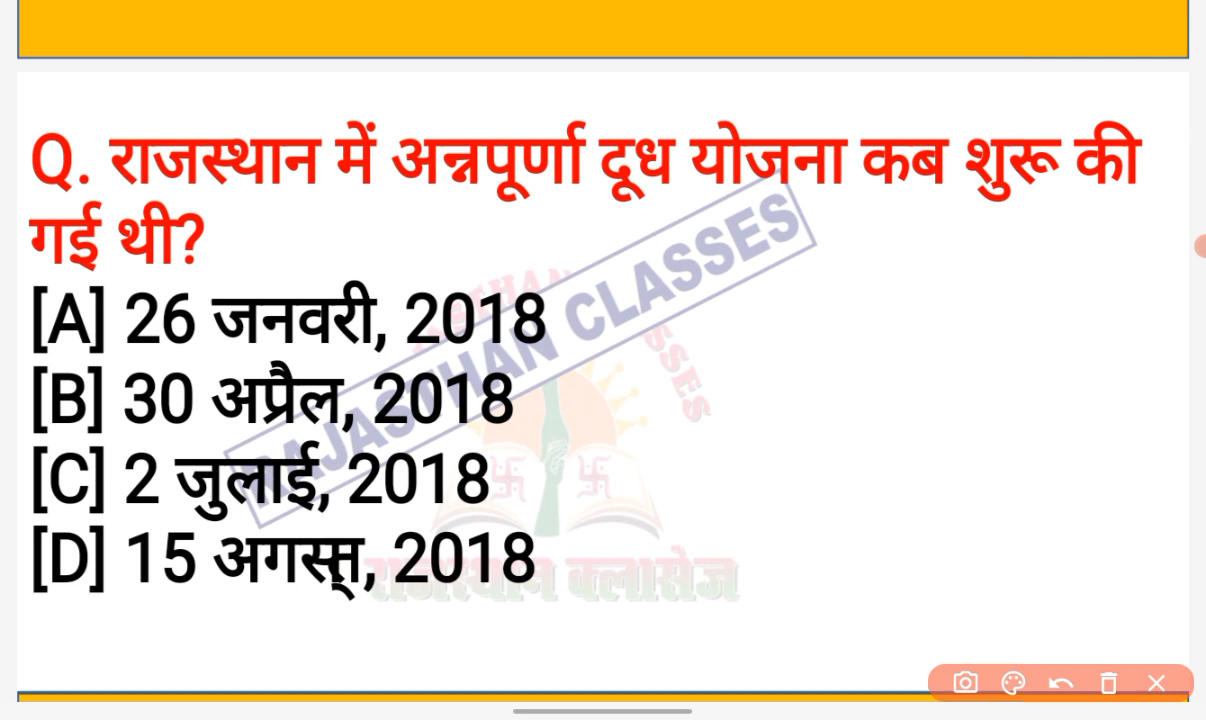 Q. राजस्थान में अन्नपूर्णा दूध योजना कब शुरू की
गई थी?
[A] 26 जनवरी, 2018
[B] 30 अप्रैल, 2018
[C] 2 जुलाई, 2018
[D] 15 अगस्त्, 2018
RAJASTHAN CLASSES
राजस्थान क्लासेज